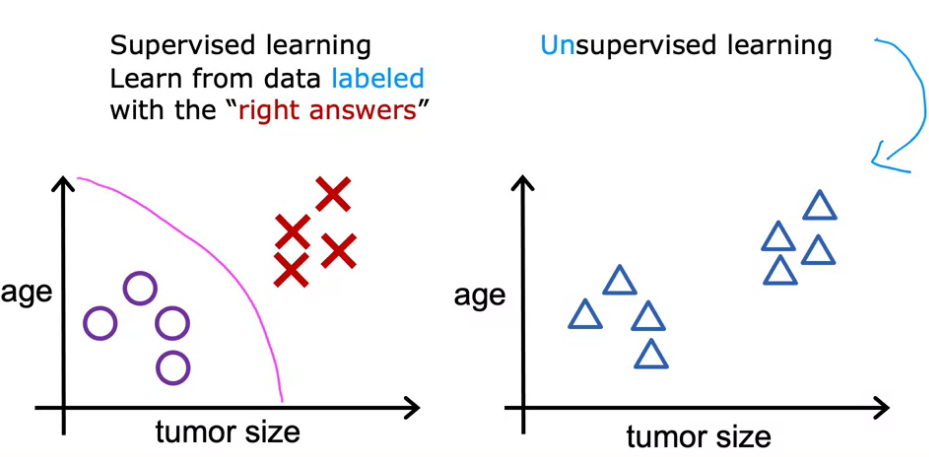 Supervised learning
Learn from data labeled
with the “right answers”
age
tumor size
Unsupervised learning
age
tumor size